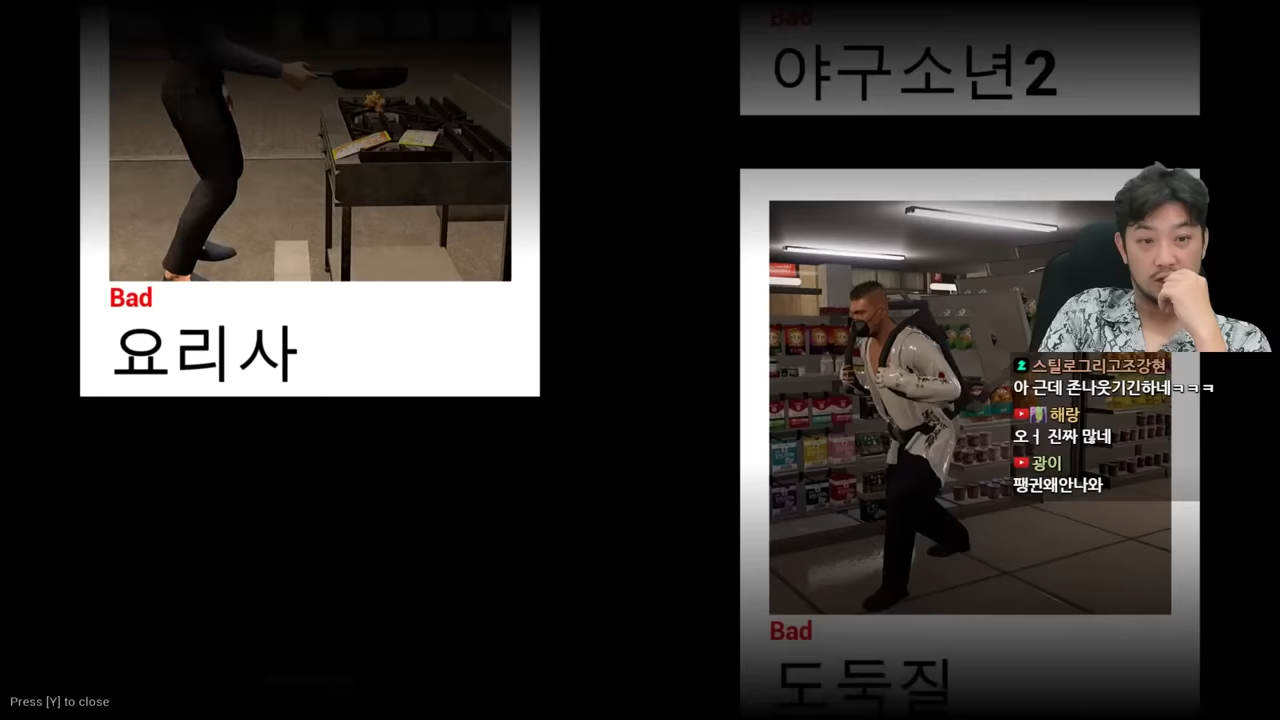 Bad
야구소년2
Bad
요리사
스틸로그리고조강현
아 근데 존나웃기긴하네ㅋㅋㅋ
해랑
오ㅓ 진짜 많네
광이
팽귄왜안나와
Bad
도둑질
Press [Y] to close